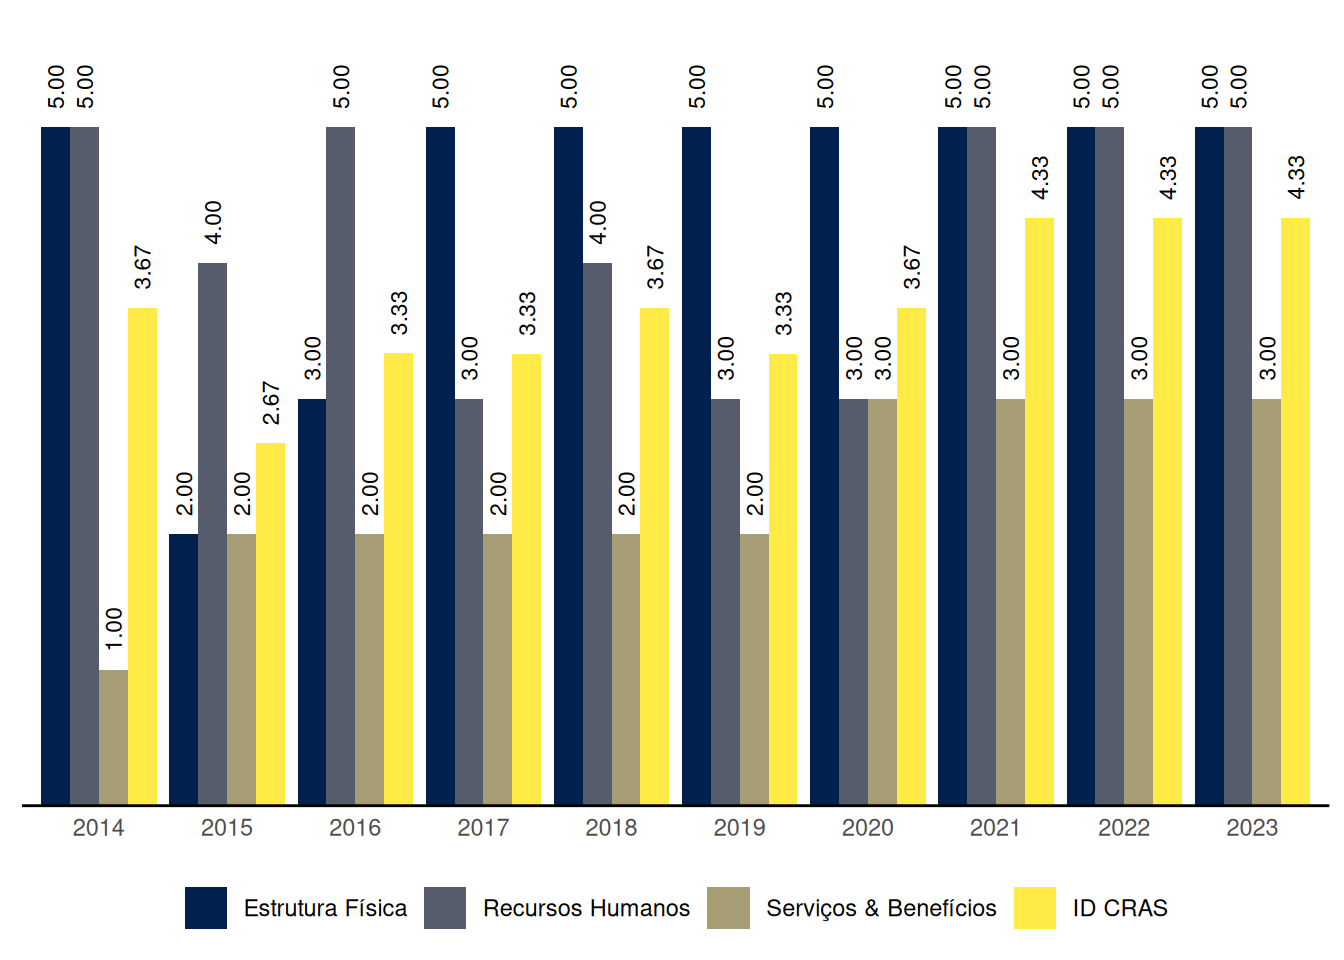 5.00 5.00 1.00 3.67
2.00 4.00 2.00 2.67
3.00 5.00 2.00 3.33
5.00 3.00 2.00 3.33
5.00 4.00 2.00 3.67
5.00 3.00 2.00 3.33
5.00 3.00 3.00 3.67
5.00 5.00 3.00 4.33
5.00 5.00 3.00 4.33
5.00 5.00 3.00 4.33
2014 2015 2016 2017 2018 2019 2020 2021 2022 2023
Estrutura Física Recursos Humanos Serviços & Benefícios ID CRAS